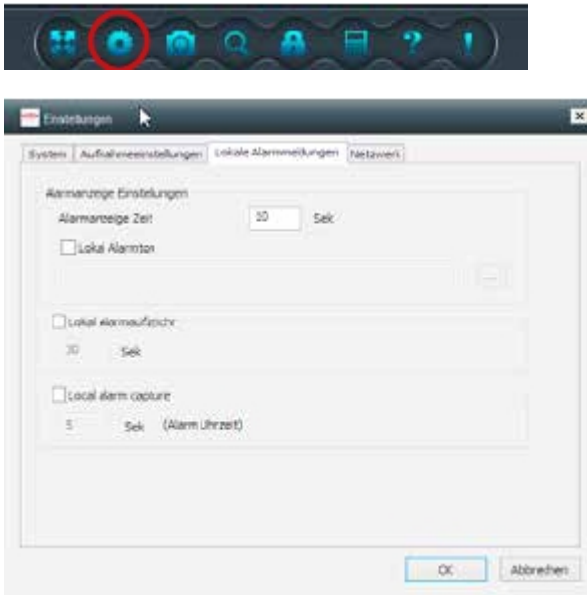 Einstellungen
System Aufnahmeeinstellungen Lokale Alarmmeldungen Netzwerk
Alarmanzeige Einstellungen
Alarmanzeige Zeit 10 Sek
Lokal Alarmton
...
Lokal
Sek
Local alarm capture
5 Sek (Alarm Uhrzeit)
OK Abbrechen